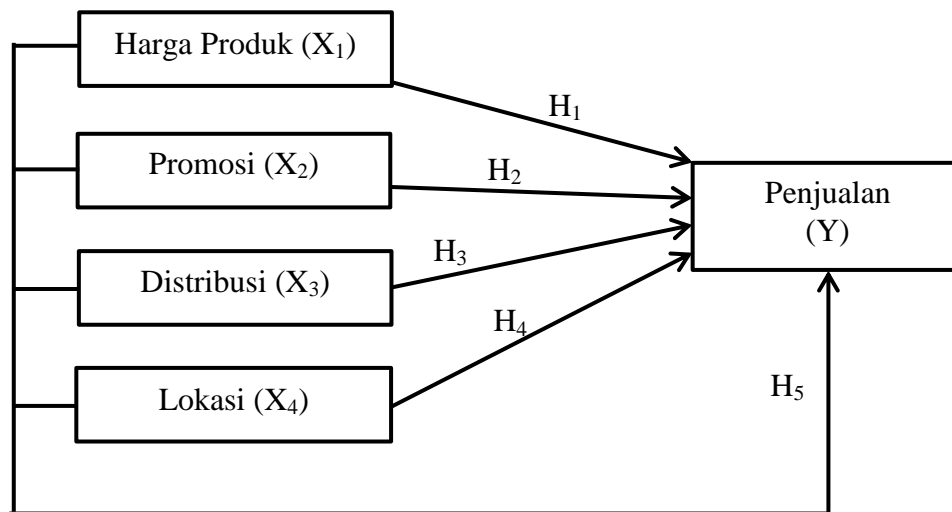 Harga Produk (X₁)
H₁
Promosi (X₂)
H₂
Penjualan
(Y)
Distribusi (X₃)
H₃
H₄
Lokasi (X₄)
H₅